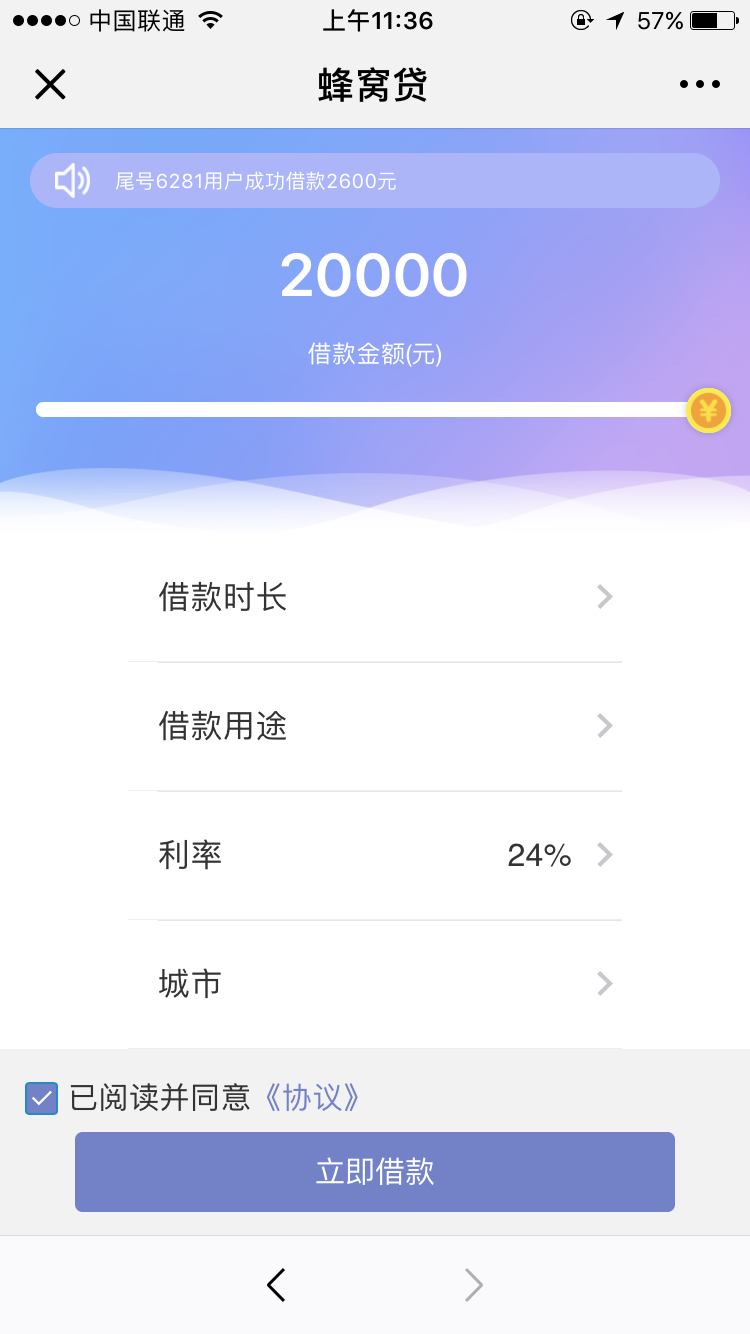 中国联通 上午11:36 57%
蜂窝贷
尾号6281用户成功借款2600元
20000
借款金额(元)
¥
借款时长
借款用途
利率 24%
城市
已阅读并同意《协议》
立即借款